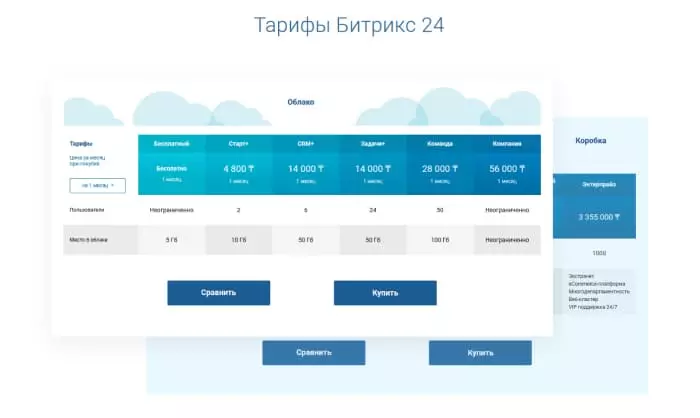 Тарифы Битрикс 24
Облако
Коробка
Тарифы
Цена за месяц
при покупке
на 1 месяц
Бесплатный Старт+ CRM+ Задачи+ Команда Компания
Бесплатно 4 800 ₸ 14 000 ₸ 14 000 ₸ 28 000 ₸ 56 000 ₸
1 месяц 1 месяц 1 месяц 1 месяц 1 месяц 1 месяц
Энтерпрайз
3 355 000 ₸
Пользователи Неограниченно 2 6 24 50 Неограниченно
Место в облаке 5 Гб 10 Гб 50 Гб 50 Гб 100 Гб Неограниченно
1000
Экстранет
eCommerce-платформа
Многодепартаментность
Веб-кластер
VIP поддержка 24/7
Сравнить Купить
Сравнить Купить